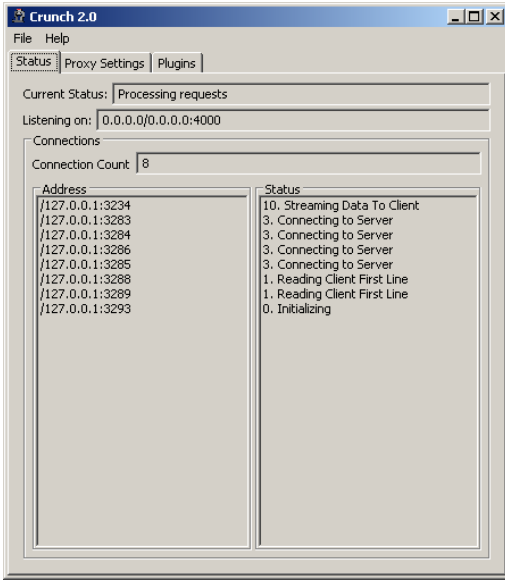 Crunch 2.0
File Help
Status Proxy Settings Plugins
Current Status: Processing requests
Listening on: 0.0.0.0/0.0.0.0:4000
Connections
Connection Count 8
Address Status
/127.0.0.1:3234 10. Streaming Data To Client
/127.0.0.1:3283 3. Connecting to Server
/127.0.0.1:3284 3. Connecting to Server
/127.0.0.1:3286 3. Connecting to Server
/127.0.0.1:3285 3. Connecting to Server
/127.0.0.1:3288 1. Reading Client First Line
/127.0.0.1:3289 1. Reading Client First Line
/127.0.0.1:3293 0. Initializing